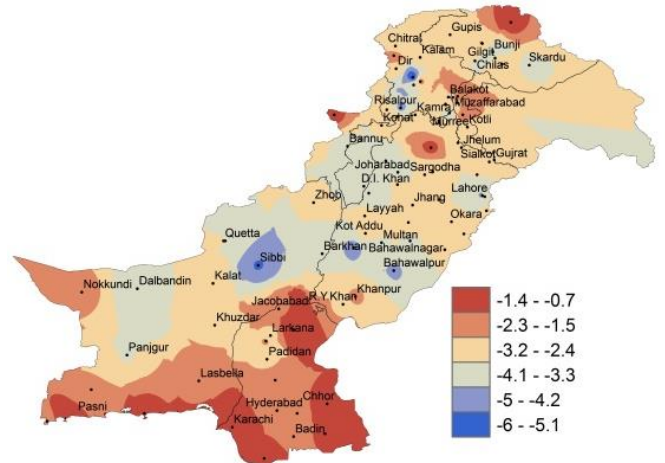 Gupis
Chitral
Kalam
Gilgit
Bunji
Chilas
Skardu
Dir
Balakot
Risalpur
Kamra
Muzaffarabad
Kohat
Murree
Kotli
Bannu
Jhelum
Sialkot
Gujrat
Joharabad
Sargodha
D.I. Khan
Lahore
Zhob
Layyah
Jhang
Okara
Kot Addu
Quetta
Multan
Barkhan
Bahawalnagar
Sibbi
Bahawalpur
Kalat
Nokkundi
Dalbandin
Khanpur
R.Y.Khan
Jacobabad
-1.4 - -0.7
Khuzdar
Larkana
-2.3 - -1.5
Padidan
-3.2 - -2.4
Panjgur
-4.1 - -3.3
Lasbella
-5 - -4.2
Chhor
Pasni
Hyderabad
-6 - -5.1
Karachi
Badin